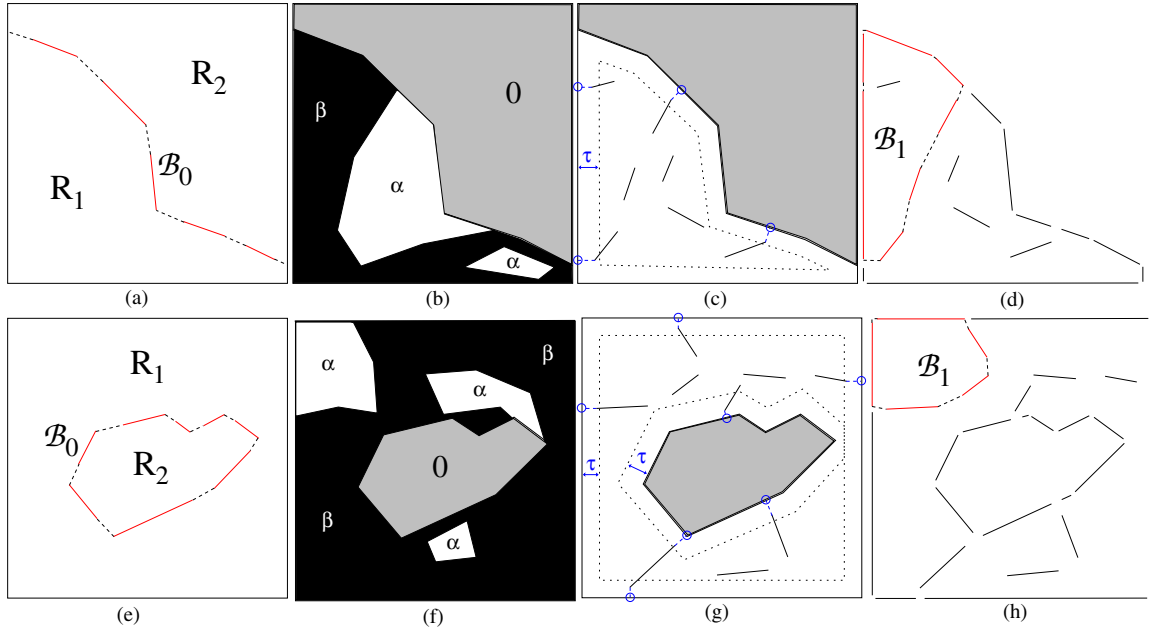 R1
R2
ℬ0
(a)
β
α
0
α
(b)
τ
(c)
ℬ1
(d)
R1
ℬ0
R2
(e)
α
β
α
0
β
α
(f)
τ
τ
(g)
ℬ1
(h)